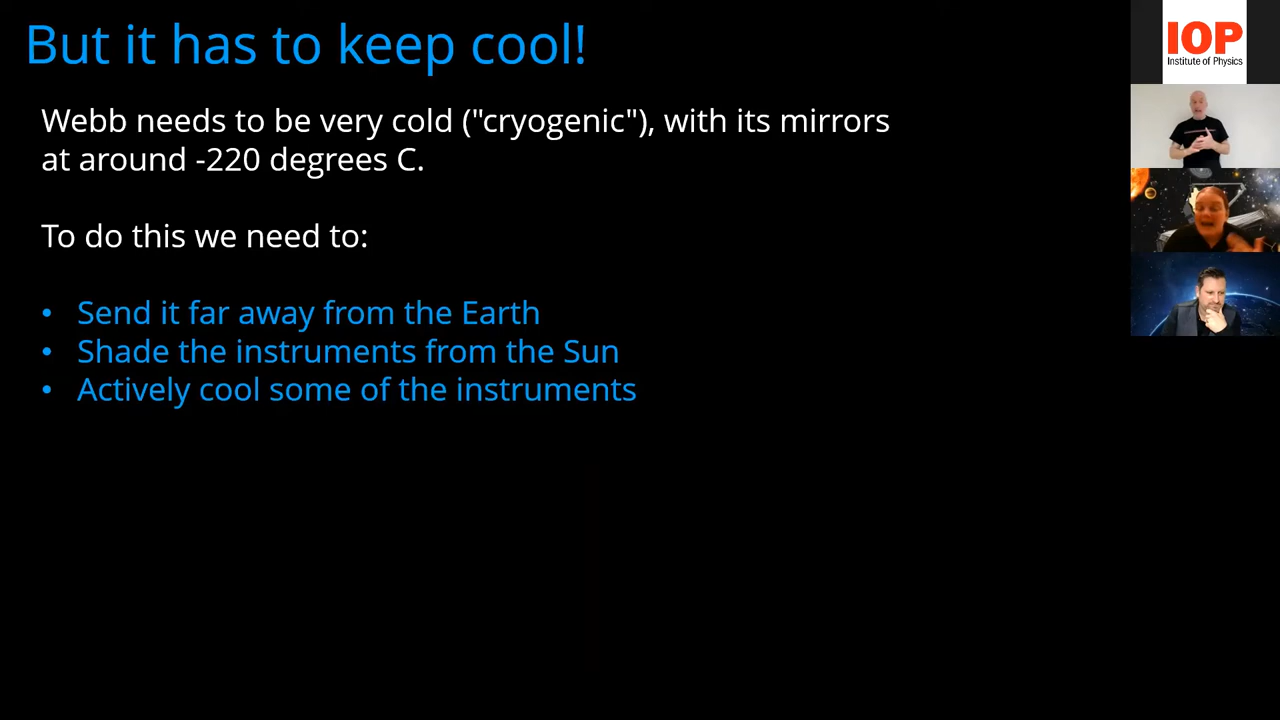 But it has to keep cool!
Webb needs to be very cold ("cryogenic"), with its mirrors
at around -220 degrees C.
To do this we need to:
• Send it far away from the Earth
• Shade the instruments from the Sun
• Actively cool some of the instruments
IOP
Institute of Physics